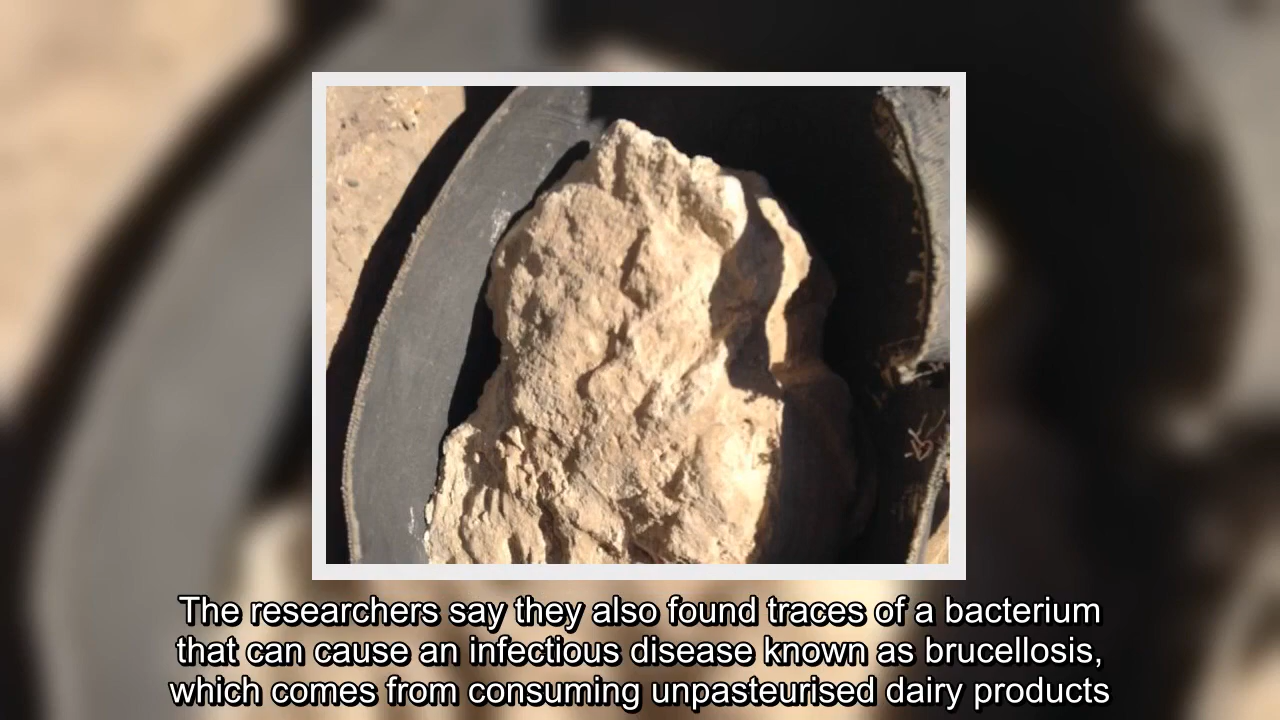 The researchers say they also found traces of a bacterium
that can cause an infectious disease known as brucellosis,
which comes from consuming unpasteurised dairy products